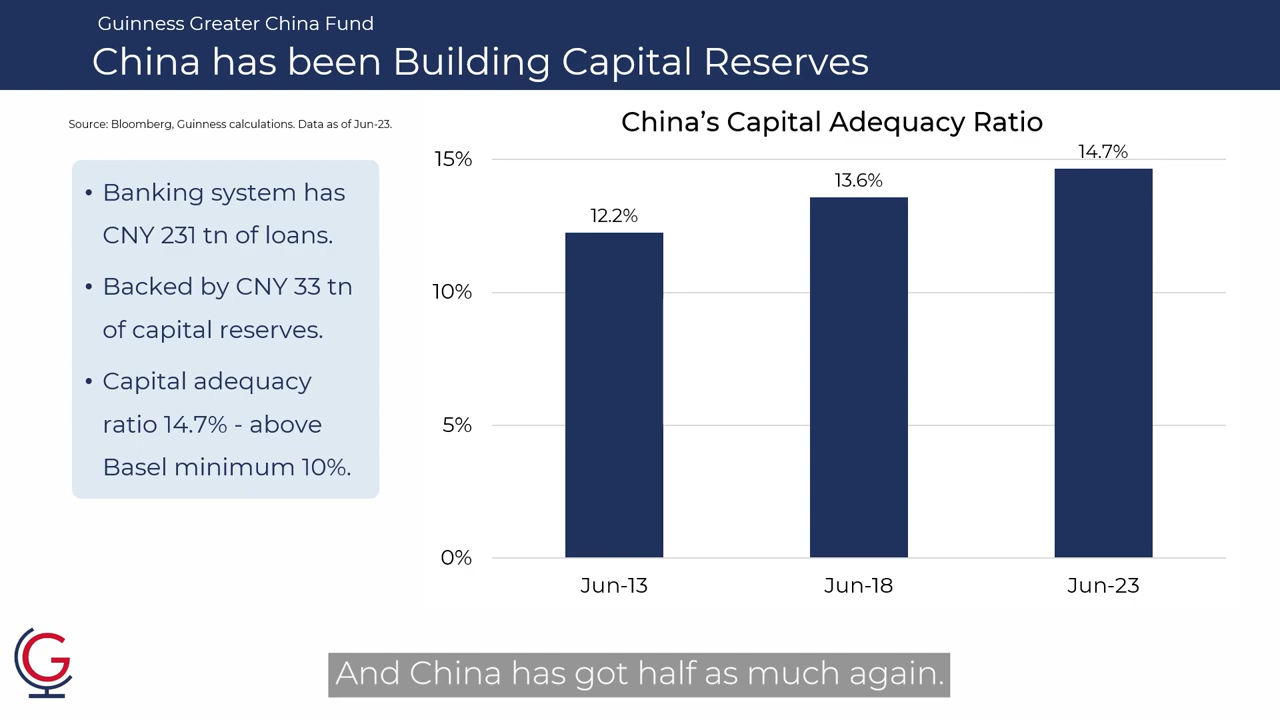 Guinness Greater China Fund
China has been Building Capital Reserves
Source: Bloomberg, Guinness calculations. Data as of Jun-23.
• Banking system has
CNY 231 tn of loans.
• Backed by CNY 33 tn
of capital reserves.
• Capital adequacy
ratio 14.7% - above
Basel minimum 10%.
China's Capital Adequacy Ratio
15%
10%
5%
0%
12.2%
13.6%
14.7%
Jun-13
Jun-18
Jun-23
G
And China has got half as much again.